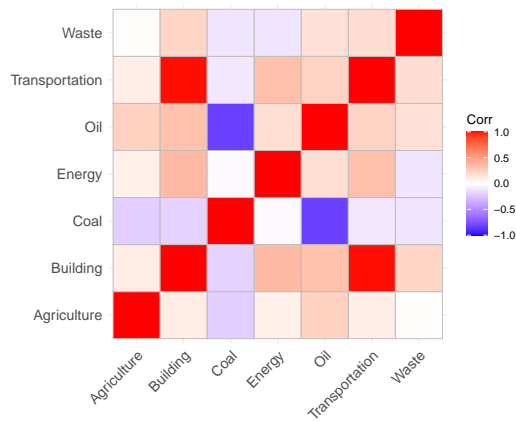 Waste
Transportation
Oil
Energy
Coal
Building
Agriculture
Agriculture
Building
Coal
Energy
Oil
Transportation
Waste
Corr
1.0
0.5
0.0
−0.5
−1.0